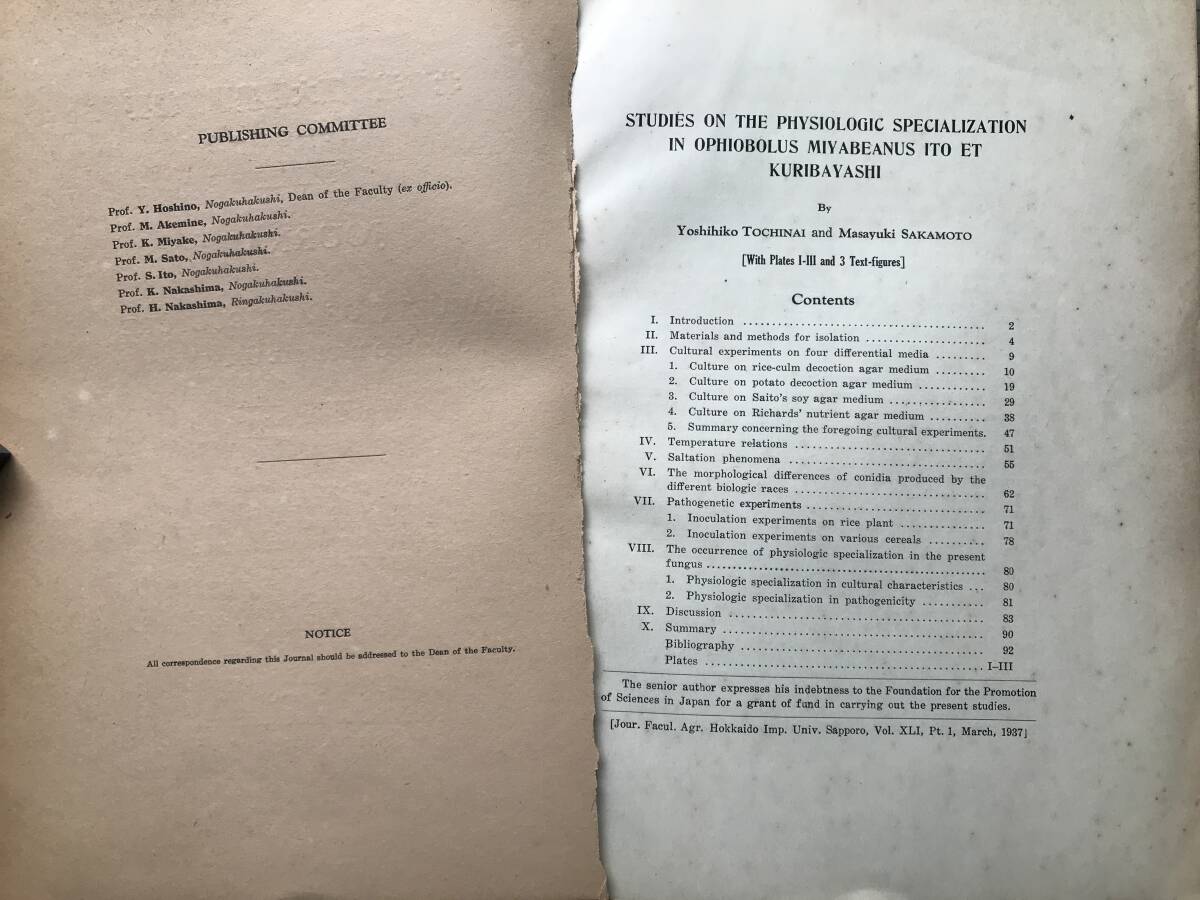 PUBLISHING COMMITTEE
Prof. Y. Hoshino, Nogakuhakushi, Dean of the Faculty (ex officio).
Prof. M. Akemine, Nogakuhakushi.
Prof. K. Miyake, Nogakuhakushi.
Prof. M. Sato, Nogakuhakushi.
Prof. S. Ito, Nogakuhakushi.
Prof. K. Nakashima, Nogakuhakushi.
Prof. H. Nakashima, Ringakuhakushi.
NOTICE
All correspondence regarding this Journal should be addressed to the Dean of the Faculty.
STUDIES ON THE PHYSIOLOGIC SPECIALIZATION
IN OPHIOBOLUS MIYABEANUS ITO ET
KURIBAYASHI
By
Yoshihiko TOCHINAI and Masayuki SAKAMOTO
[With Plates I-III and 3 Text-figures]
Contents
I. Introduction ........................................ 2
II. Materials and methods for isolation .................... 4
III. Cultural experiments on four differential media ......... 9
1. Culture on rice-culm decoction agar medium ......... 10
2. Culture on potato decoction agar medium ............ 19
3. Culture on Saito's soy agar medium ................. 29
4. Culture on Richards' nutrient agar medium .......... 38
5. Summary concerning the foregoing cultural experiments. 47
IV. Temperature relations ................................ 51
V. Saltation phenomena ................................. 55
VI. The morphological differences of conidia produced by the
different biologic races ................................ 62
VII. Pathogenetic experiments .............................. 71
1. Inoculation experiments on rice plant ............... 71
2. Inoculation experiments on various cereals .......... 78
VIII. The occurrence of physiologic specialization in the present
fungus .............................................. 80
1. Physiologic specialization in cultural characteristics ... 80
2. Physiologic specialization in pathogenicity ........... 81
IX. Discussion .......................................... 83
X. Summary ........................................... 90
Bibliography ........................................ 92
Plates .............................................. I-III
The senior author expresses his indebtness to the Foundation for the Promotion
of Sciences in Japan for a grant of fund in carrying out the present studies.
[Jour. Facul. Agr. Hokkaido Imp. Univ. Sapporo, Vol. XLI, Pt. 1, March, 1937]